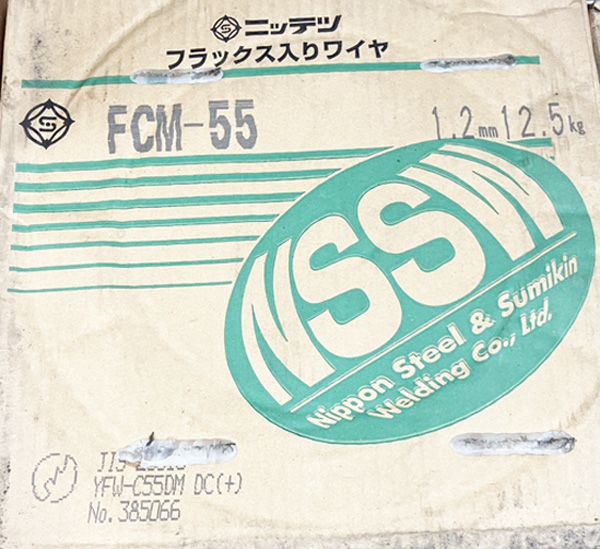 ニッテツ
フラックス入りワイヤ
FCM-55
1.2mm 12.5kg
NSSW
Nippon Steel & Sumikin
Welding Co., Ltd.
JIS
YFW-C55DM DC(+)
No. 385066